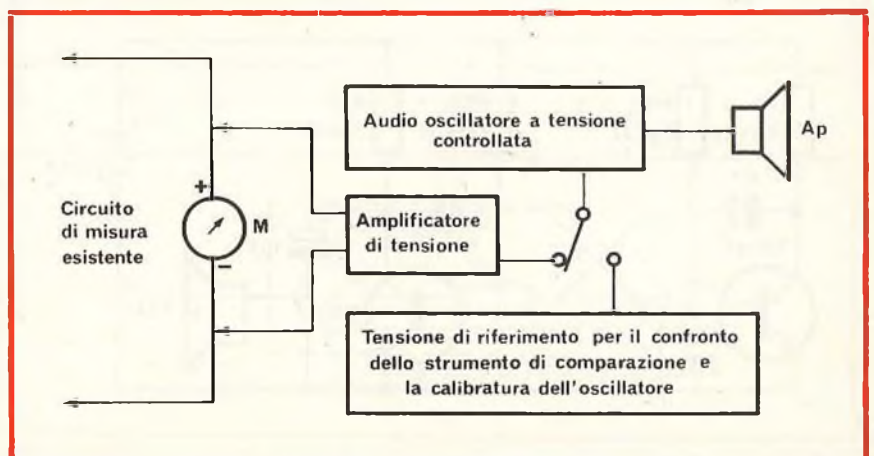 Audio oscillatore a tensione
controllata
Ap
+
M
−
Circuito
di misura
esistente
Amplificatore
di tensione
Tensione di riferimento per il confronto
dello strumento di comparazione e
la calibratura dell'oscillatore